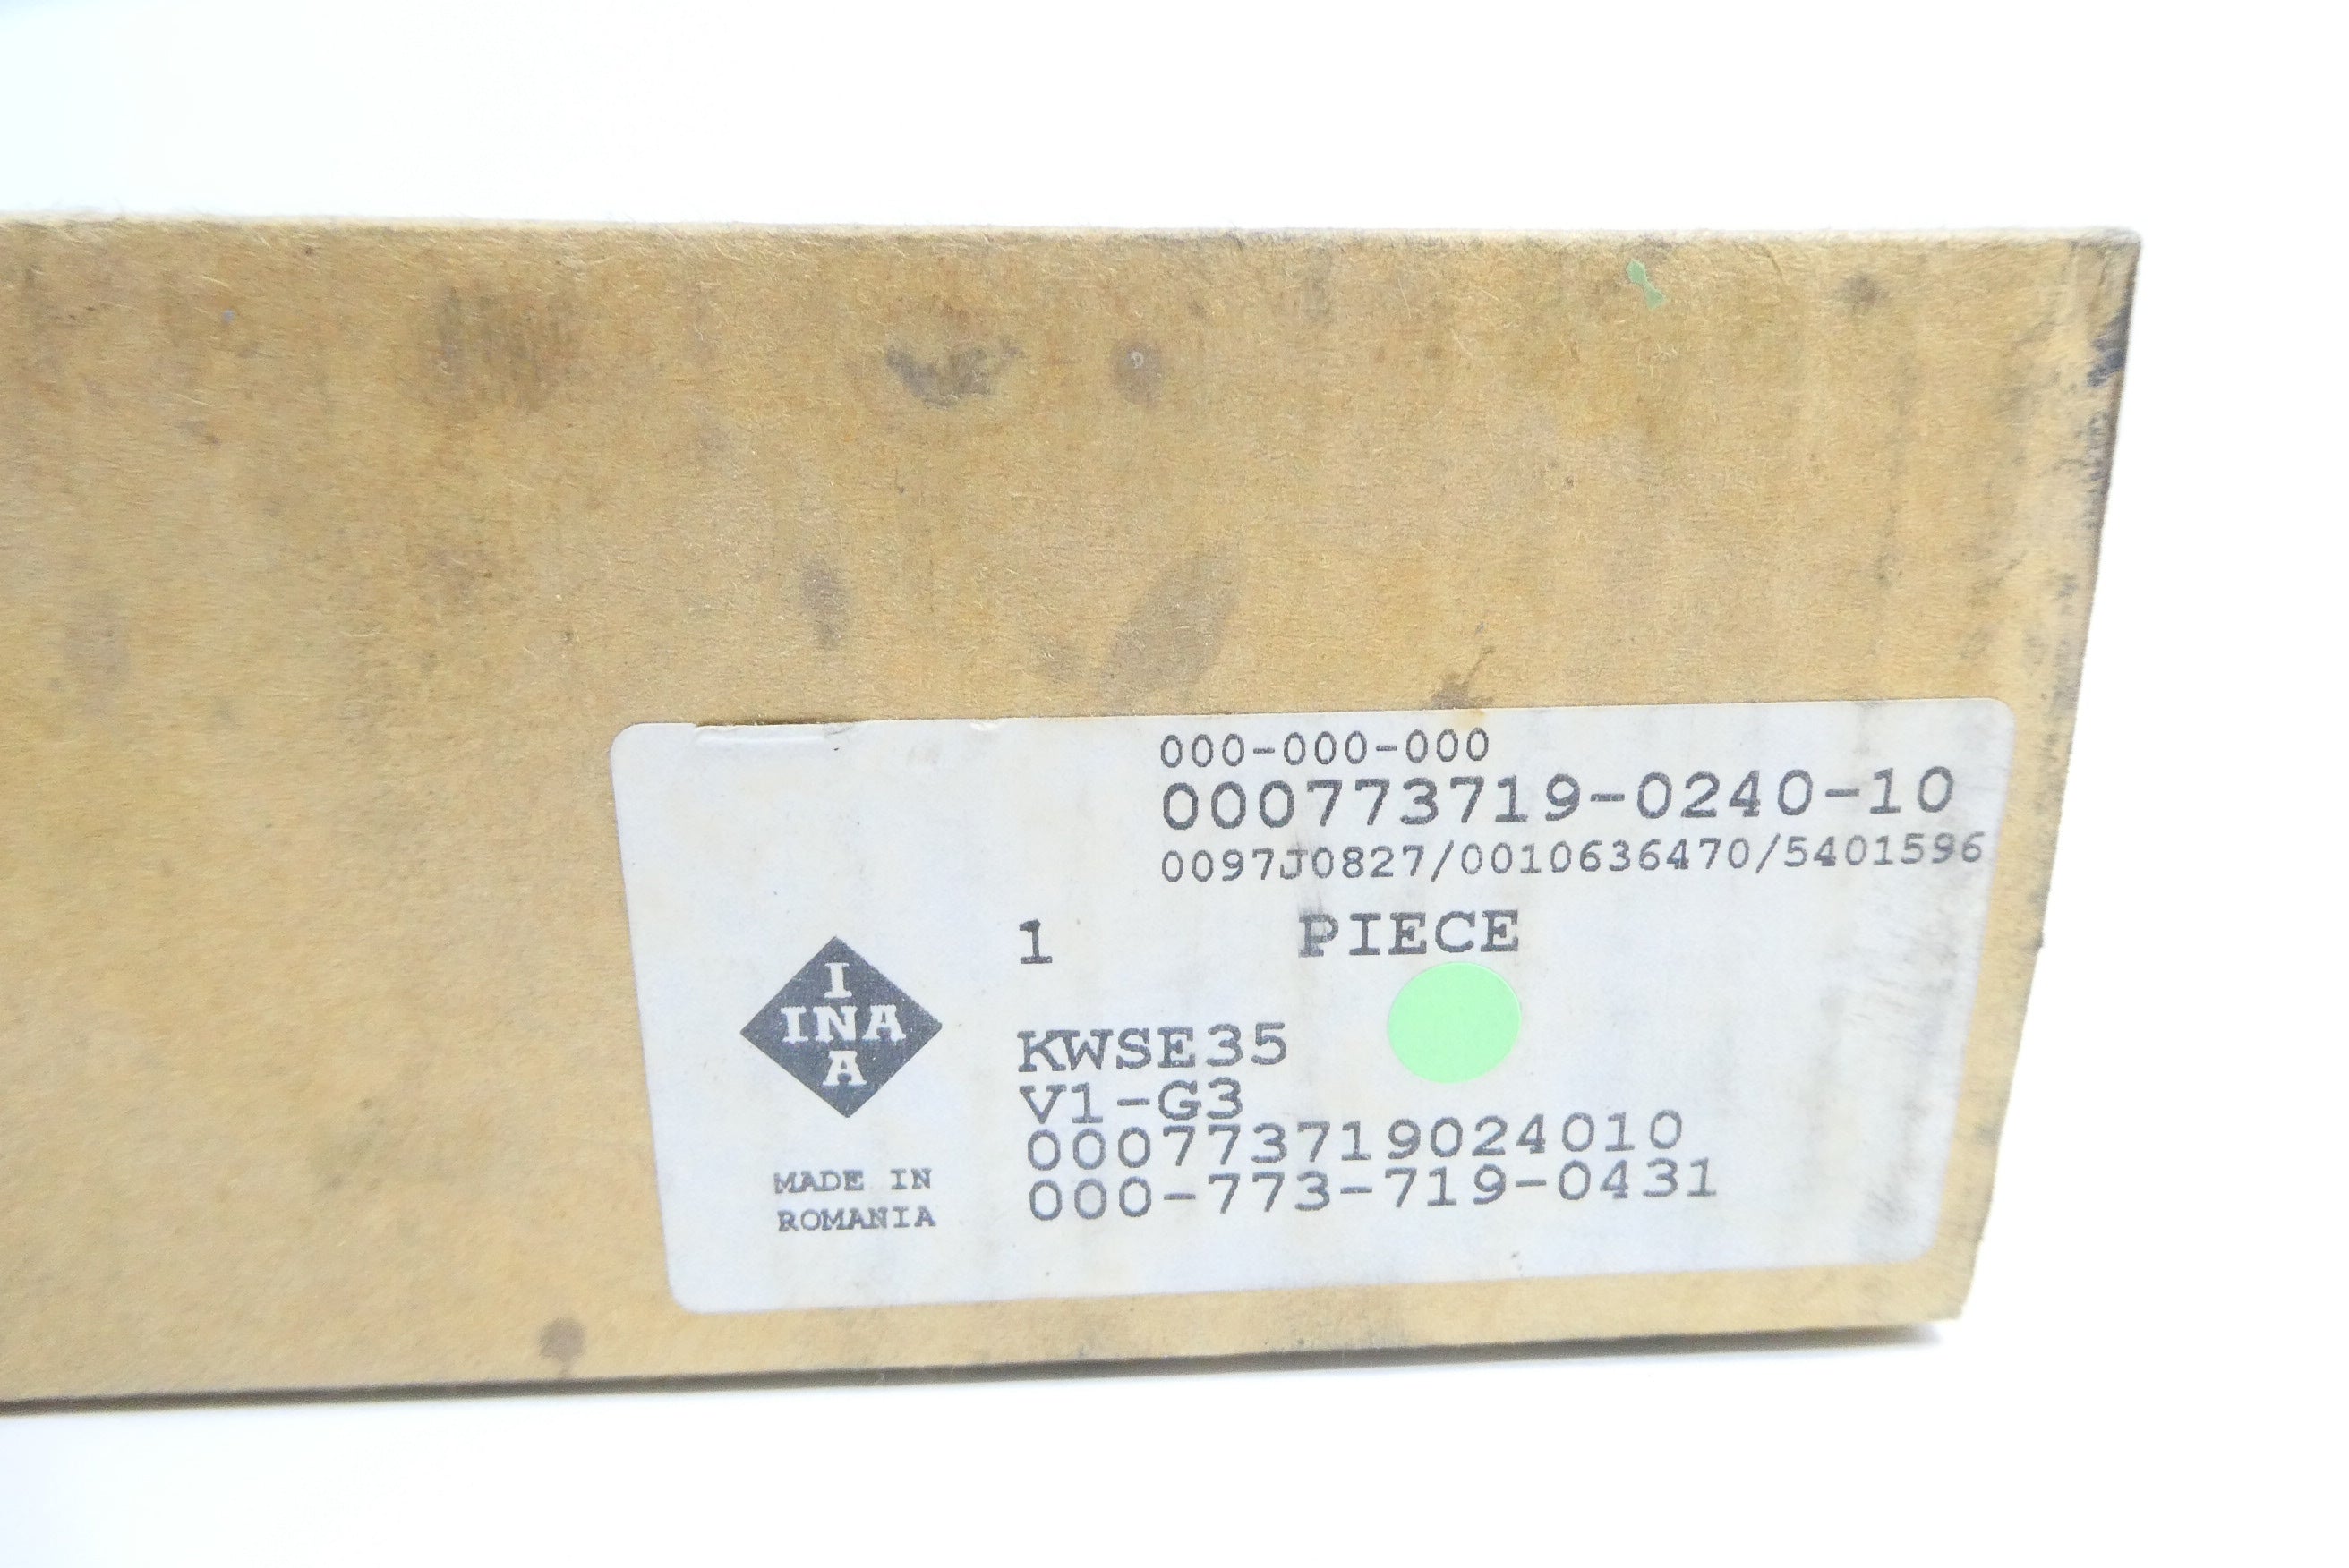 000-000-000
000773719-0240-10
0097J0827/0010636470/5401596
1 PIECE
I
INA
A
KWSE35
V1-G3
000773719024010
000-773-719-0431
MADE IN
ROMANIA